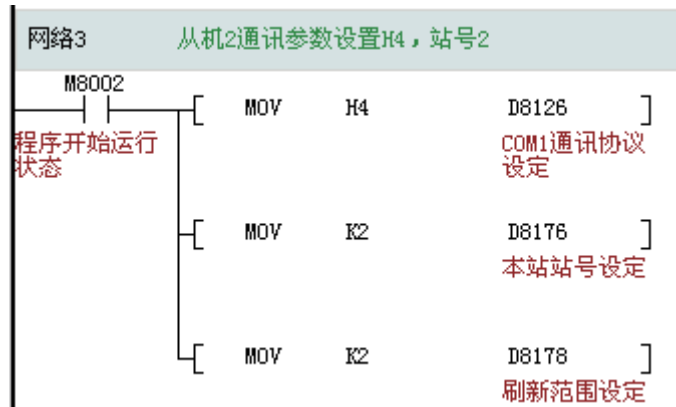 网络3 从机2通讯参数设置H4，站号2
M8002
MOV H4 D8126
程序开始运行
状态
COM1通讯协议
设定
MOV K2 D8176
本站站号设定
MOV K2 D8178
刷新范围设定